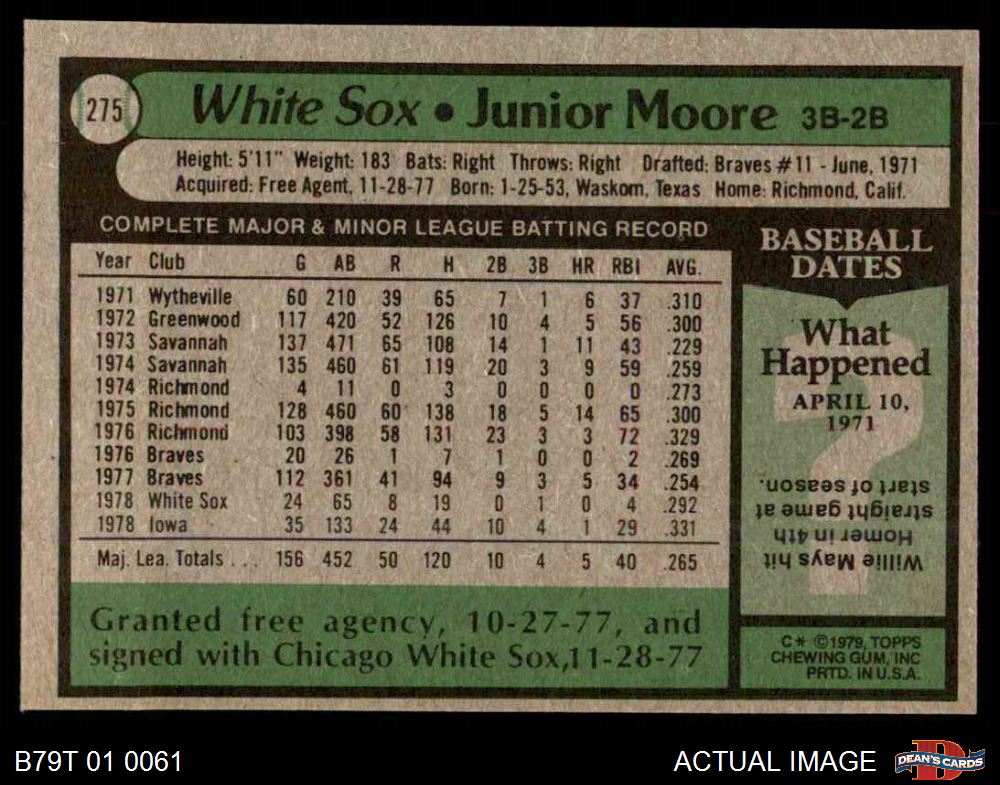 275
White Sox • Junior Moore 3B-2B
Height: 5'11" Weight: 183 Bats: Right Throws: Right Drafted: Braves #11 - June, 1971
Acquired: Free Agent, 11-28-77 Born: 1-25-53, Waskom, Texas Home: Richmond, Calif.
COMPLETE MAJOR & MINOR LEAGUE BATTING RECORD
Year Club G AB R H 2B 3B HR RBI AVG.
1971 Wytheville 60 210 39 65 7 1 6 37 .310
1972 Greenwood 117 420 52 126 10 4 5 56 .300
1973 Savannah 137 471 65 108 14 1 11 43 .229
1974 Savannah 135 460 61 119 20 3 9 59 .259
1974 Richmond 4 11 0 3 0 0 0 0 .273
1975 Richmond 128 460 60 138 18 5 14 65 .300
1976 Richmond 103 398 58 131 23 3 3 72 .329
1976 Braves 20 26 1 7 1 0 0 2 .269
1977 Braves 112 361 41 94 9 3 5 34 .254
1978 White Sox 24 65 8 19 0 1 0 4 .292
1978 Iowa 35 133 24 44 10 4 1 29 .331
Maj. Lea. Totals . . . 156 452 50 120 10 4 5 40 .265
Granted free agency, 10-27-77, and
signed with Chicago White Sox,11-28-77
BASEBALL
DATES
What
Happened
APRIL 10,
1971
?
Willie Mays hit
Homer in 4th
straight game at
start of season.
C* ©1979, TOPPS
CHEWING GUM, INC
PRTD. IN U.S.A.
B79T 01 0061
ACTUAL IMAGE
D
DEAN'S CARDS